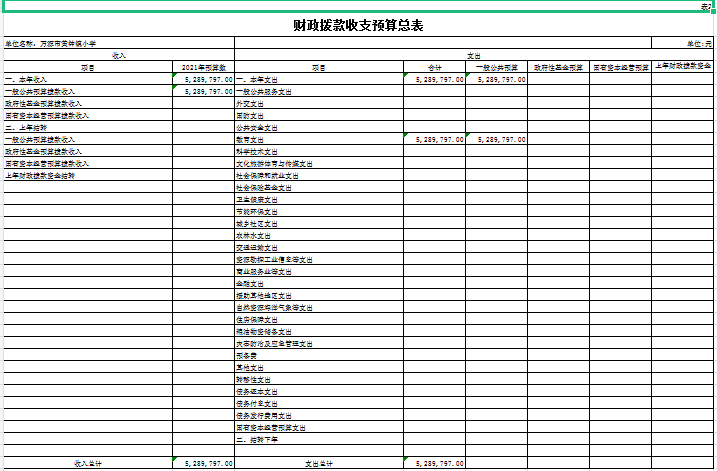 表2
财政拨款收支预算总表
单位名称：万源市黄钟镇小学 单位:元
收入 支出
项目 2021年预算数 项目 合计 一般公共预算 政府性基金预算 国有资本经营预算 上年财政拨款资金
一、本年收入 5,289,797.00 一、本年支出 5,289,797.00 5,289,797.00
一般公共预算拨款收入 5,289,797.00 一般公共服务支出
政府性基金预算拨款收入 外交支出
国有资本经营预算拨款收入 国防支出
二、上年结转 公共安全支出
一般公共预算拨款收入 教育支出 5,289,797.00 5,289,797.00
政府性基金预算拨款收入 科学技术支出
国有资本经营预算拨款收入 文化旅游体育与传媒支出
上年财政拨款资金结转 社会保障和就业支出
社会保险基金支出
卫生健康支出
节能环保支出
城乡社区支出
农林水支出
交通运输支出
资源勘探工业信息等支出
商业服务业等支出
金融支出
援助其他地区支出
自然资源海洋气象等支出
住房保障支出
粮油物资储备支出
灾害防治及应急管理支出
预备费
其他支出
转移性支出
债务还本支出
债务付息支出
债务发行费用支出
国有资本经营预算支出
二、结转下年
收入总计 5,289,797.00 支出总计 5,289,797.00